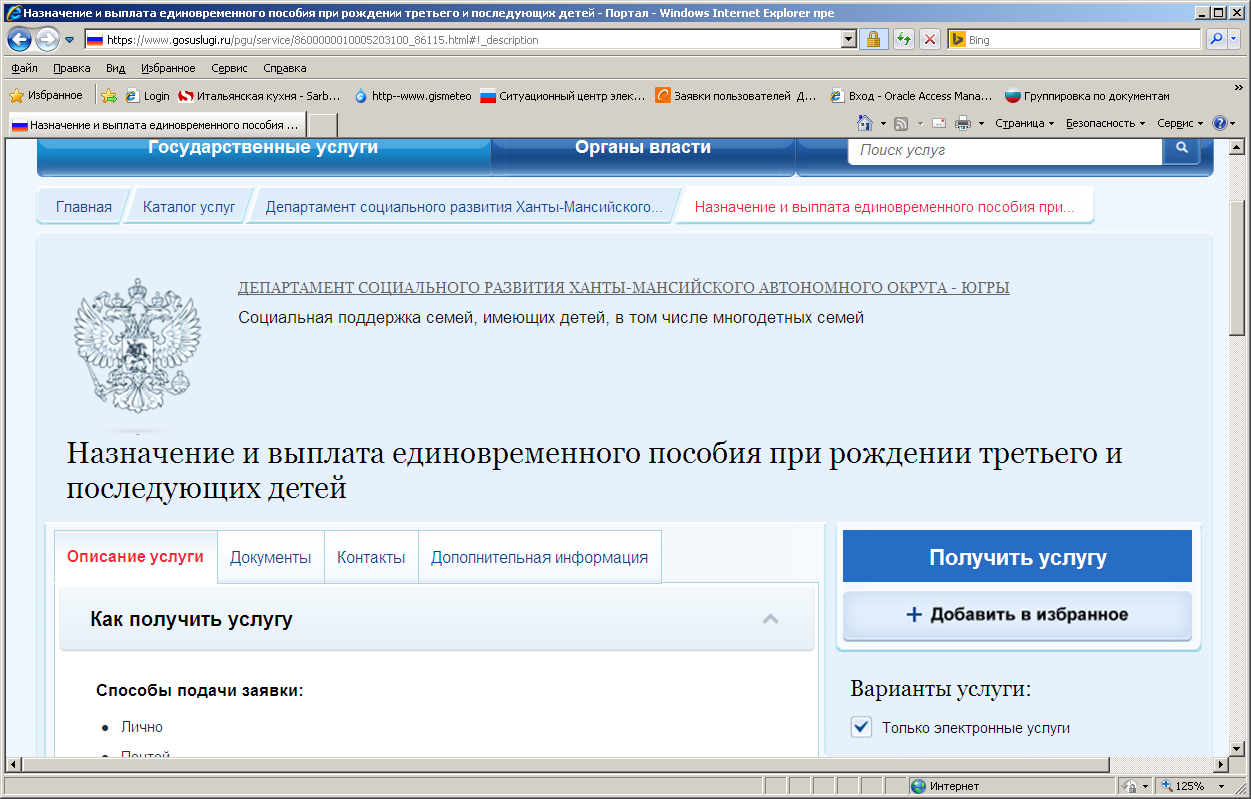 Назначение и выплата единовременного пособия при рождении третьего и последующих детей - Портал - Windows Internet Explorer пре
https://www.gosuslugi.ru/pgu/service/8600000010005203100_86115.html#!_description
Bing
Файл Правка Вид Избранное Сервис Справка
Избранное Login Итальянская кухня - Sarb... http--www.gismeteo Ситуационный центр элек... Заявки пользователей Д... Вход - Oracle Access Mana... Группировка по документам
Назначение и выплата единовременного пособия ... Страница Безопасность Сервис
Государственные услуги Органы власти Поиск услуг
Главная Каталог услуг Департамент социального развития Ханты-Мансийского... Назначение и выплата единовременного пособия при...
ДЕПАРТАМЕНТ СОЦИАЛЬНОГО РАЗВИТИЯ ХАНТЫ-МАНСИЙСКОГО АВТОНОМНОГО ОКРУГА - ЮГРЫ
Социальная поддержка семей, имеющих детей, в том числе многодетных семей
Назначение и выплата единовременного пособия при рождении третьего и
последующих детей
Описание услуги Документы Контакты Дополнительная информация
Получить услугу
Как получить услугу
+ Добавить в избранное
Способы подачи заявки:
Варианты услуги:
• Лично
Только электронные услуги
• Почтой
Интернет 125%